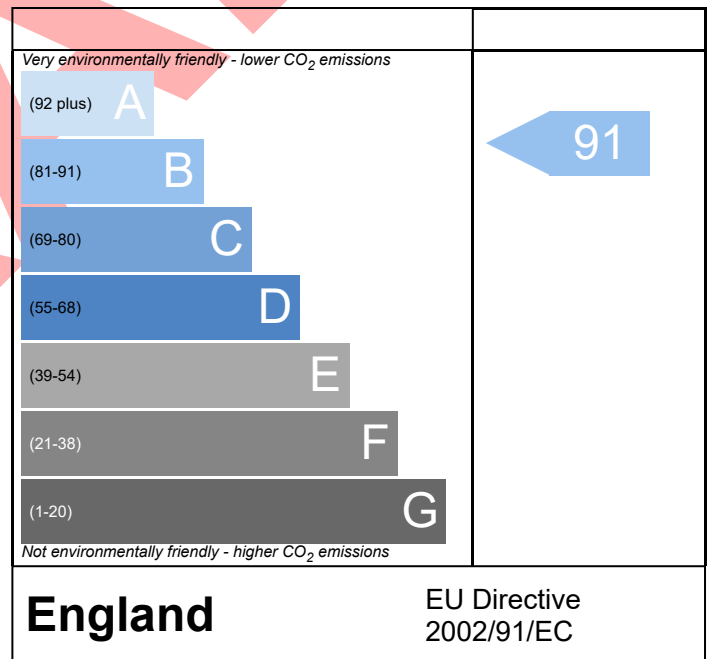 Very environmentally friendly - lower CO2 emissions
(92 plus) A
(81-91) B
91
(69-80) C
(55-68) D
(39-54) E
(21-38) F
(1-20) G
Not environmentally friendly - higher CO2 emissions
England
EU Directive
2002/91/EC